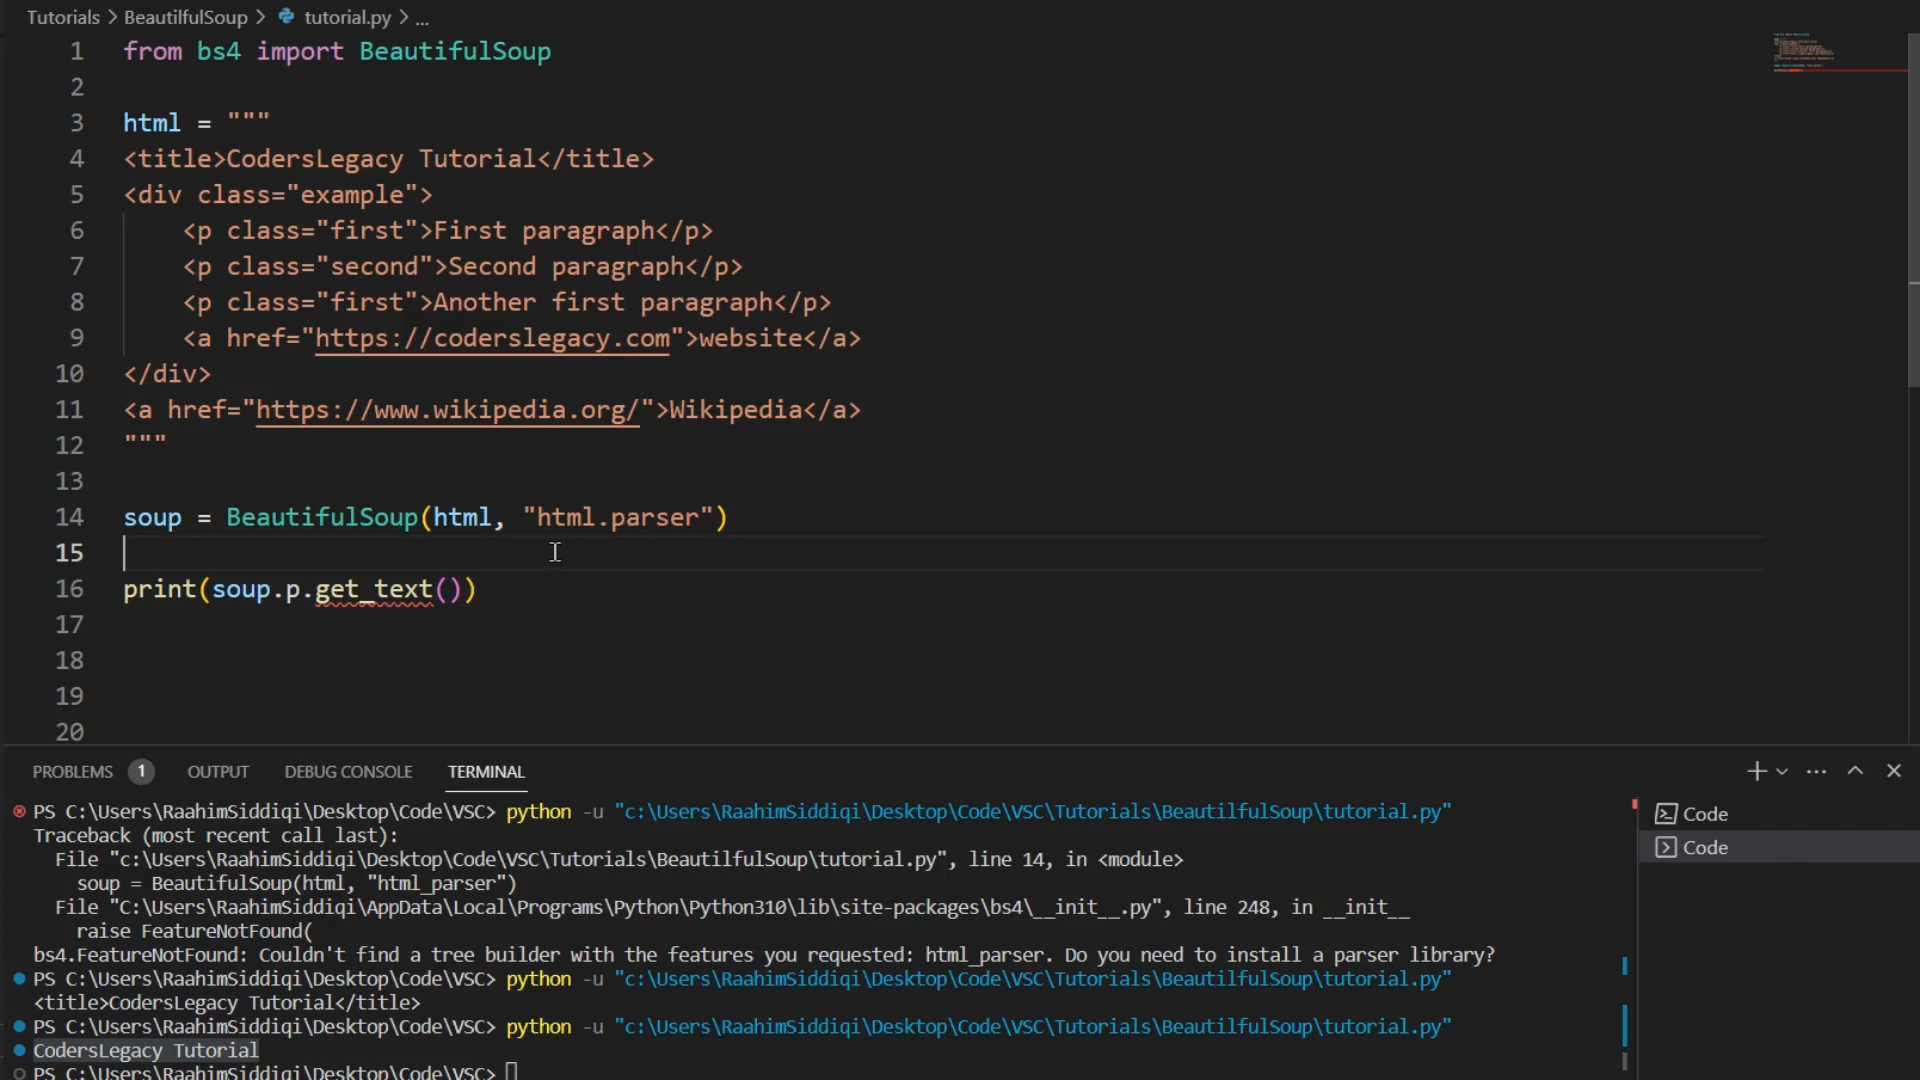 Tutorials > BeautilfulSoup > tutorial.py > ...
1 from bs4 import BeautifulSoup
2
3 html = """
4 <title>CodersLegacy Tutorial</title>
5 <div class="example">
6     <p class="first">First paragraph</p>
7     <p class="second">Second paragraph</p>
8     <p class="first">Another first paragraph</p>
9     <a href="https://coderslegacy.com">website</a>
10 </div>
11 <a href="https://www.wikipedia.org/">Wikipedia</a>
12 """
13
14 soup = BeautifulSoup(html, "html.parser")
15
16 print(soup.p.get_text())
17
18
19
20
PROBLEMS 1 OUTPUT DEBUG CONSOLE TERMINAL
PS C:\Users\RaahimSiddiqi\Desktop\Code\VSC> python -u "c:\Users\RaahimSiddiqi\Desktop\Code\VSC\Tutorials\BeautilfulSoup\tutorial.py"
Traceback (most recent call last):
  File "c:\Users\RaahimSiddiqi\Desktop\Code\VSC\Tutorials\BeautilfulSoup\tutorial.py", line 14, in <module>
    soup = BeautifulSoup(html, "html_parser")
  File "C:\Users\RaahimSiddiqi\AppData\Local\Programs\Python\Python310\lib\site-packages\bs4\__init__.py", line 248, in __init__
    raise FeatureNotFound(
bs4.FeatureNotFound: Couldn't find a tree builder with the features you requested: html_parser. Do you need to install a parser library?
PS C:\Users\RaahimSiddiqi\Desktop\Code\VSC> python -u "c:\Users\RaahimSiddiqi\Desktop\Code\VSC\Tutorials\BeautilfulSoup\tutorial.py"
<title>CodersLegacy Tutorial</title>
PS C:\Users\RaahimSiddiqi\Desktop\Code\VSC> python -u "c:\Users\RaahimSiddiqi\Desktop\Code\VSC\Tutorials\BeautilfulSoup\tutorial.py"
CodersLegacy Tutorial
PS C:\Users\RaahimSiddiqi\Desktop\Code\VSC>
Code
Code